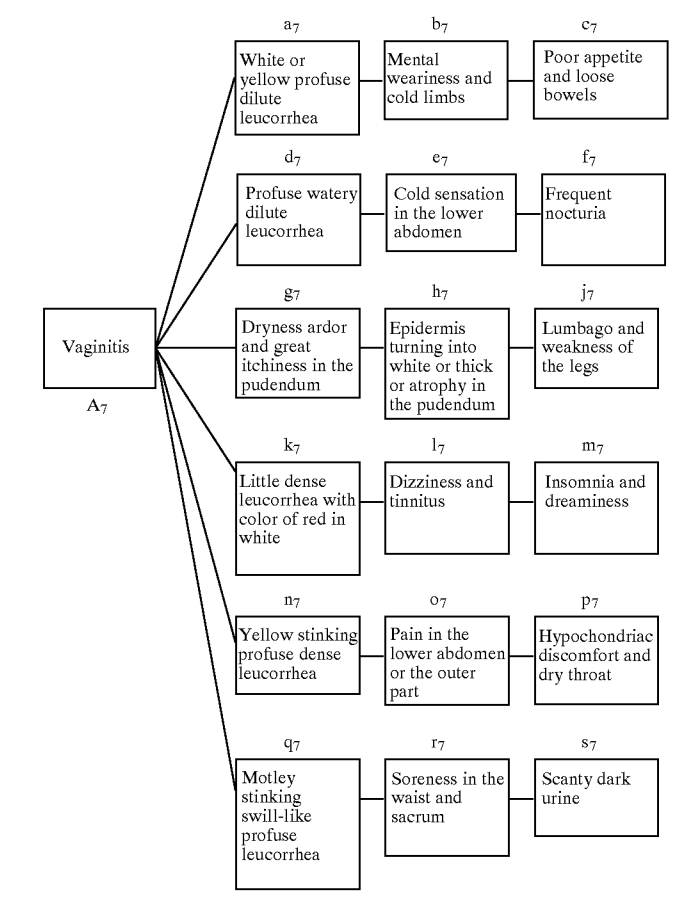 a7 b7 c7
White or
yellow profuse
dilute
leucorrhea
Mental
weariness and
cold limbs
Poor appetite
and loose
bowels
d7 e7 f7
Profuse watery
dilute
leucorrhea
Cold sensation
in the lower
abdomen
Frequent
nocturia
g7 h7 j7
Vaginitis
A7
Dryness ardor
and great
itchiness in the
pudendum
Epidermis
turning into
white or thick
or atrophy in
the pudendum
Lumbago and
weakness of
the legs
k7 l7 m7
Little dense
leucorrhea with
color of red in
white
Dizziness and
tinnitus
Insomnia and
dreaminess
n7 o7 p7
Yellow stinking
profuse dense
leucorrhea
Pain in the
lower abdomen
or the outer
part
Hypochondriac
discomfort and
dry throat
q7 r7 s7
Motley
stinking
swill-like
profuse
leucorrhea
Soreness in the
waist and
sacrum
Scanty dark
urine